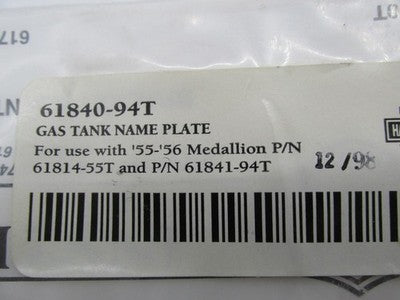 61840-94T
GAS TANK NAME PLATE
For use with '55-'56 Medallion P/N
61814-55T and P/N 61841-94T
12/98